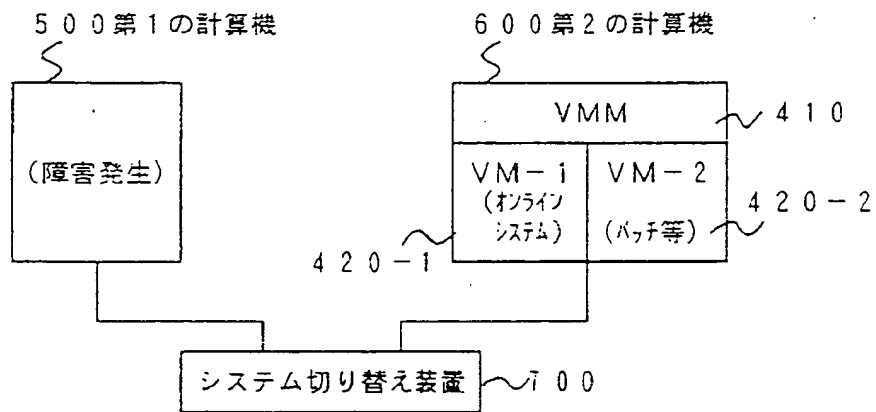 500第1の計算機
600第2の計算機
VMM
410
(障害発生)
VM-1
(オンライン
システム)
VM-2
(バッチ等)
420-2
420-1
システム切り替え装置
700